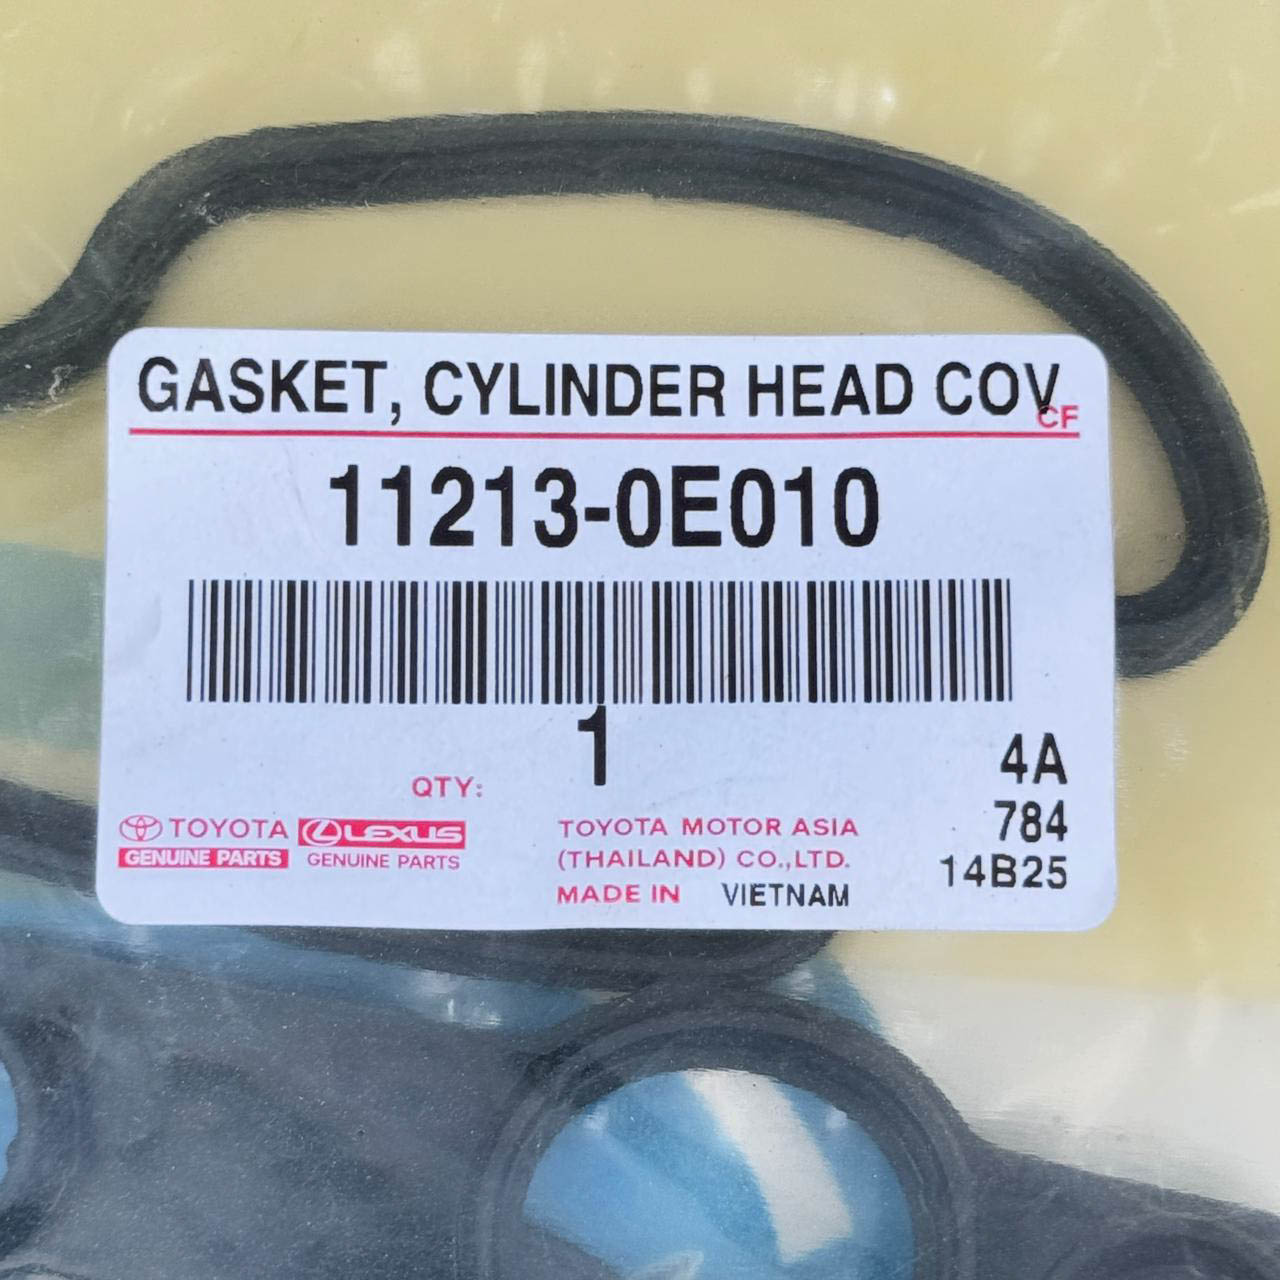 GASKET, CYLINDER HEAD COV
CF
11213-0E010
1
QTY:
4A
784
14B25
TOYOTA
GENUINE PARTS
LEXUS
GENUINE PARTS
TOYOTA MOTOR ASIA
(THAILAND) CO.,LTD.
MADE IN VIETNAM